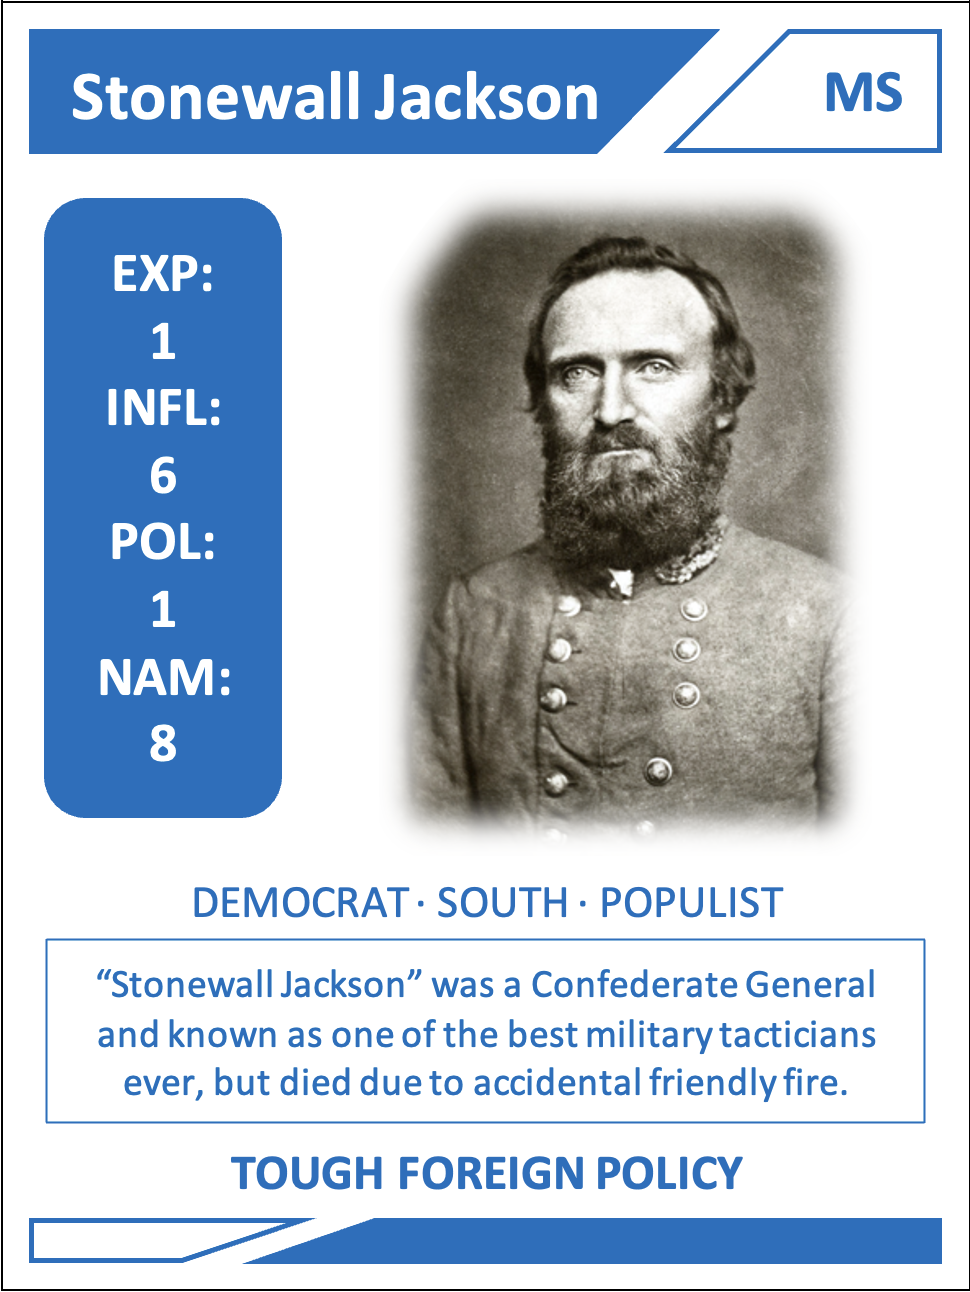 Stonewall Jackson
MS
EXP:
1
INFL:
6
POL:
1
NAM:
8
DEMOCRAT · SOUTH · POPULIST
“Stonewall Jackson” was a Confederate General
and known as one of the best military tacticians
ever, but died due to accidental friendly fire.
TOUGH FOREIGN POLICY